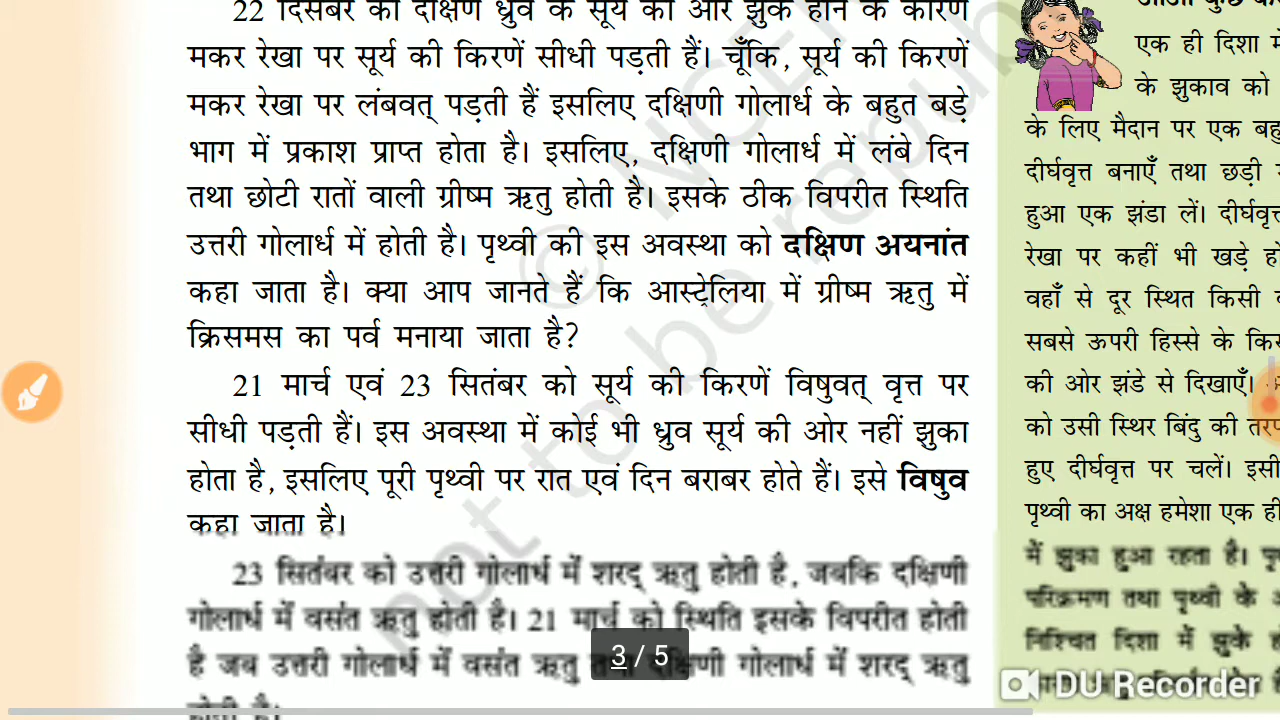 22 दिसंबर को दक्षिण ध्रुव के सूर्य की ओर झुके होने के कारण
मकर रेखा पर सूर्य की किरणें सीधी पड़ती हैं। चूँकि, सूर्य की किरणें
मकर रेखा पर लंबवत् पड़ती हैं इसलिए दक्षिणी गोलार्ध के बहुत बड़े
भाग में प्रकाश प्राप्त होता है। इसलिए, दक्षिणी गोलार्ध में लंबे दिन
तथा छोटी रातों वाली ग्रीष्म ऋतु होती है। इसके ठीक विपरीत स्थिति
उत्तरी गोलार्ध में होती है। पृथ्वी की इस अवस्था को दक्षिण अयनांत
कहा जाता है। क्या आप जानते हैं कि आस्ट्रेलिया में ग्रीष्म ऋतु में
क्रिसमस का पर्व मनाया जाता है?
21 मार्च एवं 23 सितंबर को सूर्य की किरणें विषुवत् वृत्त पर
सीधी पड़ती हैं। इस अवस्था में कोई भी ध्रुव सूर्य की ओर नहीं झुका
होता है, इसलिए पूरी पृथ्वी पर रात एवं दिन बराबर होते हैं। इसे विषुव
कहा जाता है।
23 सितंबर को उत्तरी गोलार्ध में शरद् ऋतु होती है, जबकि दक्षिणी
गोलार्ध में वसंत ऋतु होती है। 21 मार्च को स्थिति इसके विपरीत होती
है जब उत्तरी गोलार्ध में वसंत ऋतु तथा दक्षिणी गोलार्ध में शरद् ऋतु
होती है।
एक ही दिशा में
के झुकाव को
के लिए मैदान पर एक
दीर्घवृत्त बनाएँ तथा छड़ी
हुआ एक झंडा लें।
रेखा पर कहीं भी खड़े
वहाँ से दूर स्थित किसी
सबसे ऊपरी हिस्से के
की ओर झंडे से दिखाएँ।
को उसी स्थिर बिंदु की
हुए दीर्घवृत्त पर चलें।
पृथ्वी का अक्ष हमेशा एक ही
में झुका हुआ रहता है।
परिक्रमण तथा पृथ्वी के
निश्चित दिशा में झुके
© NCE
not to be repub
3 / 5
DU Recorder